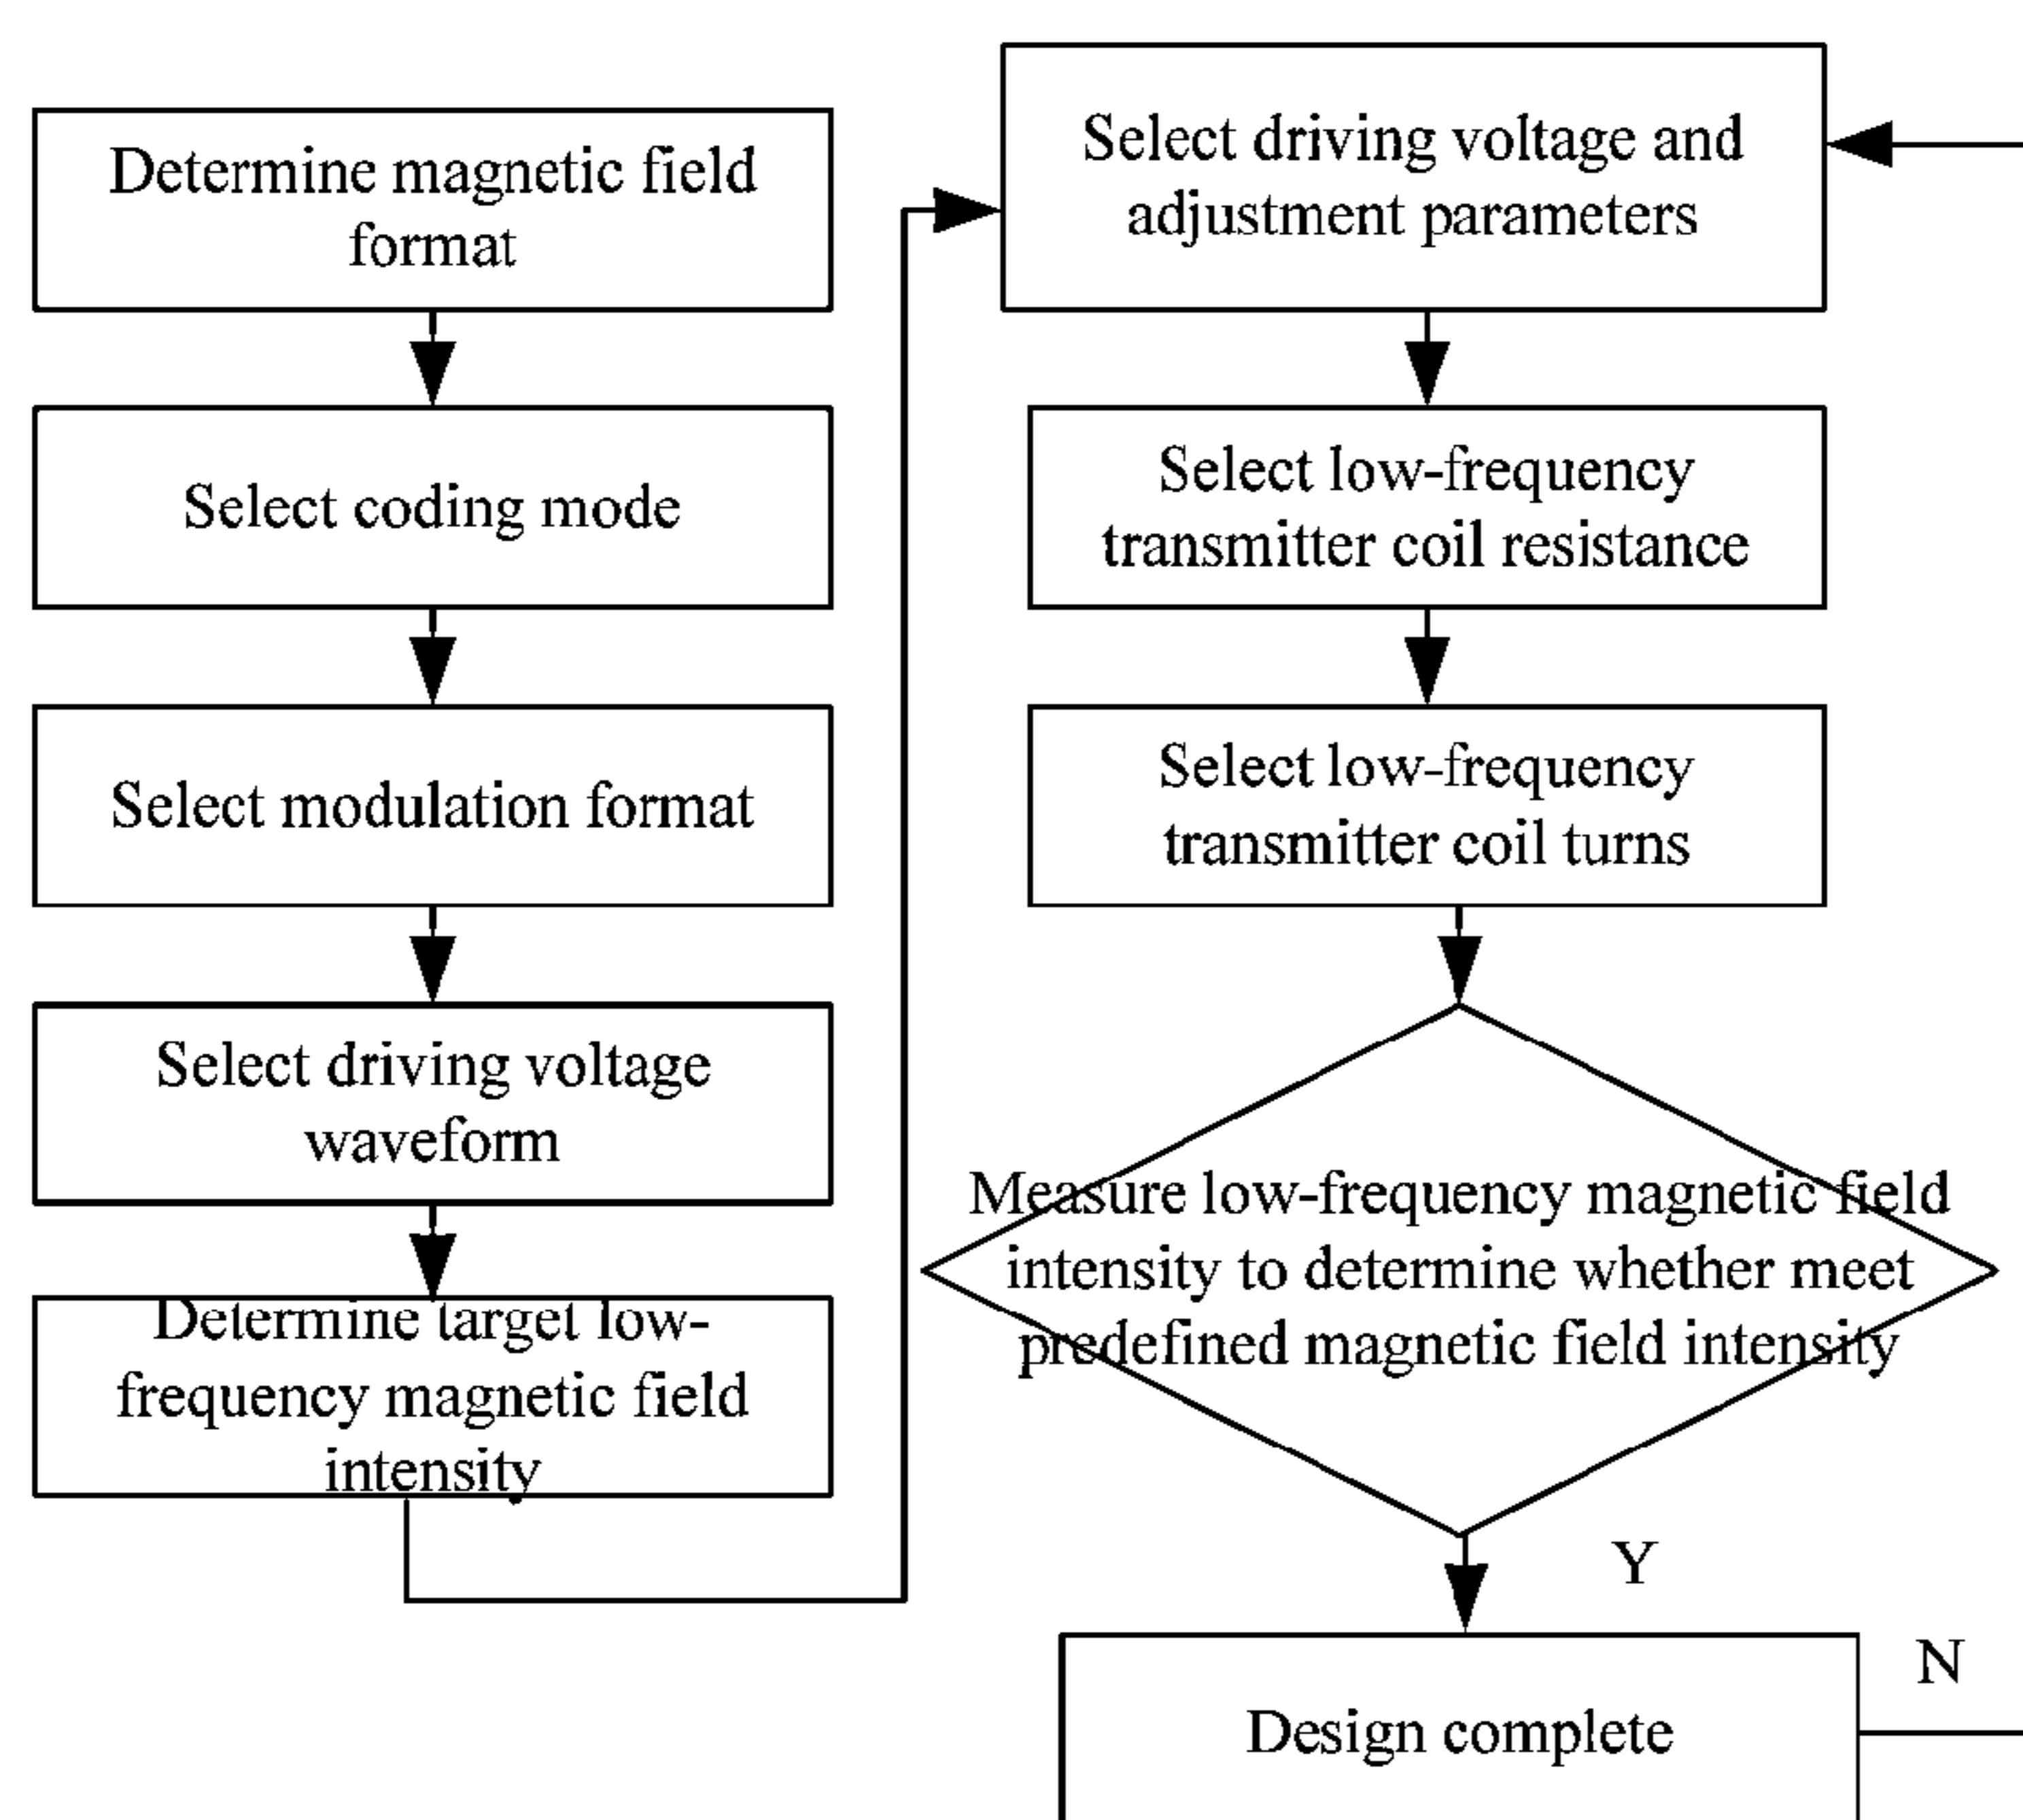 Determine magnetic field
format
Select coding mode
Select modulation format
Select driving voltage
waveform
Determine target low-
frequency magnetic field
intensity
Select driving voltage and
adjustment parameters
Select low-frequency
transmitter coil resistance
Select low-frequency
transmitter coil turns
Measure low-frequency magnetic field
intensity to determine whether meet
predefined magnetic field intensity
Y
N
Design complete